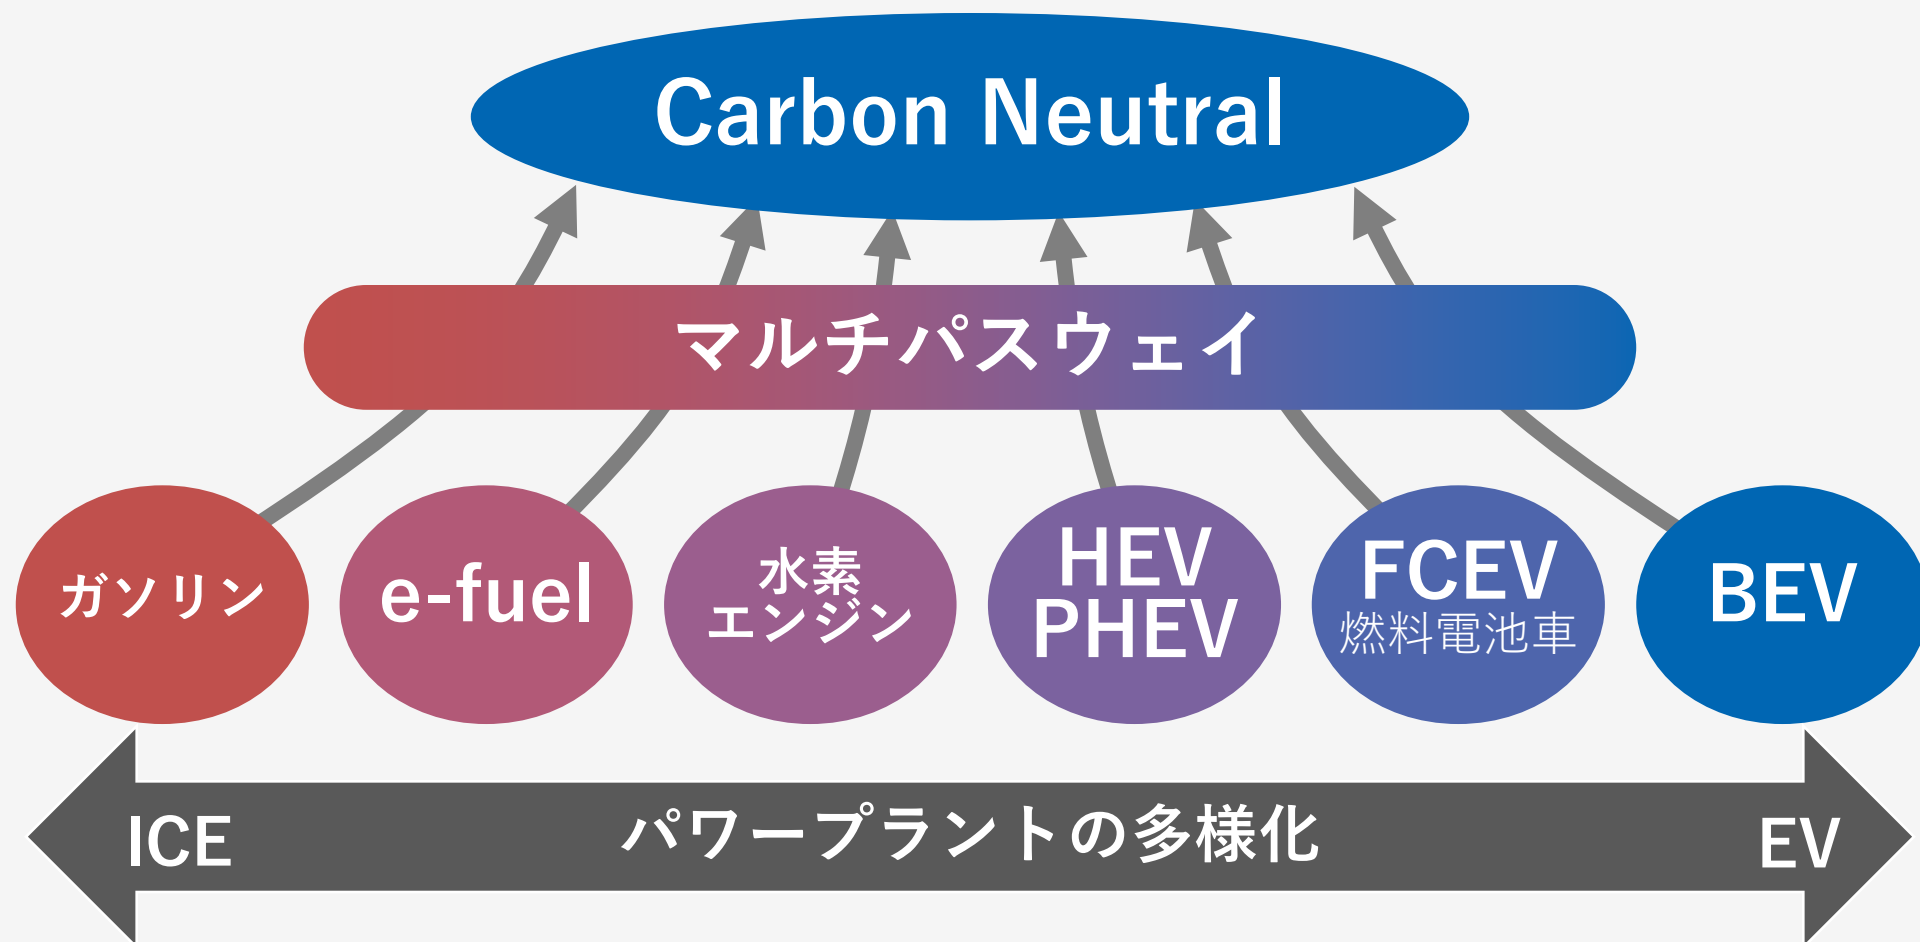 Carbon Neutral
マルチパスウェイ
ガソリン
e-fuel
水素
エンジン
HEV
PHEV
FCEV
燃料電池車
BEV
ICE
パワープラントの多様化
EV